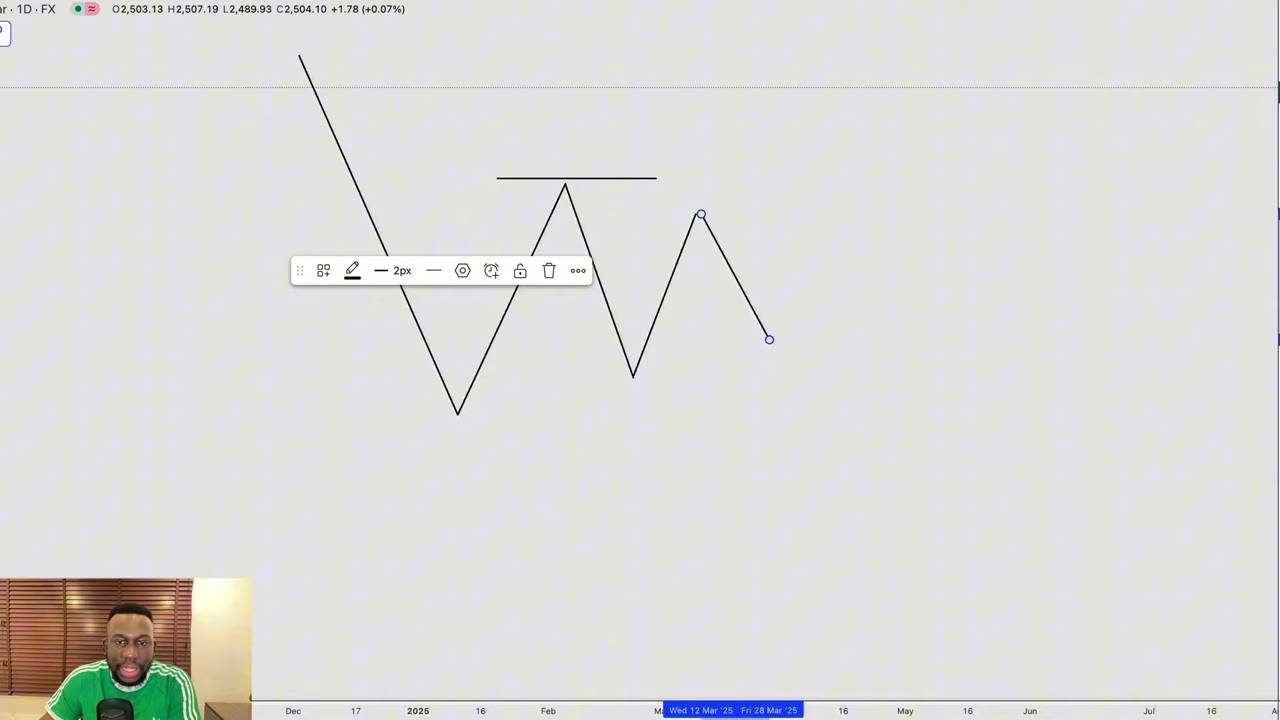 ar · 1D · FX O2,503.13 H2,507.19 L2,489.93 C2,504.10 +1.78 (+0.07%)
2px
Dec 17 2025 16 Feb Wed 12 Mar '25 Fri 28 Mar '25 16 May 16 Jun Jul 16